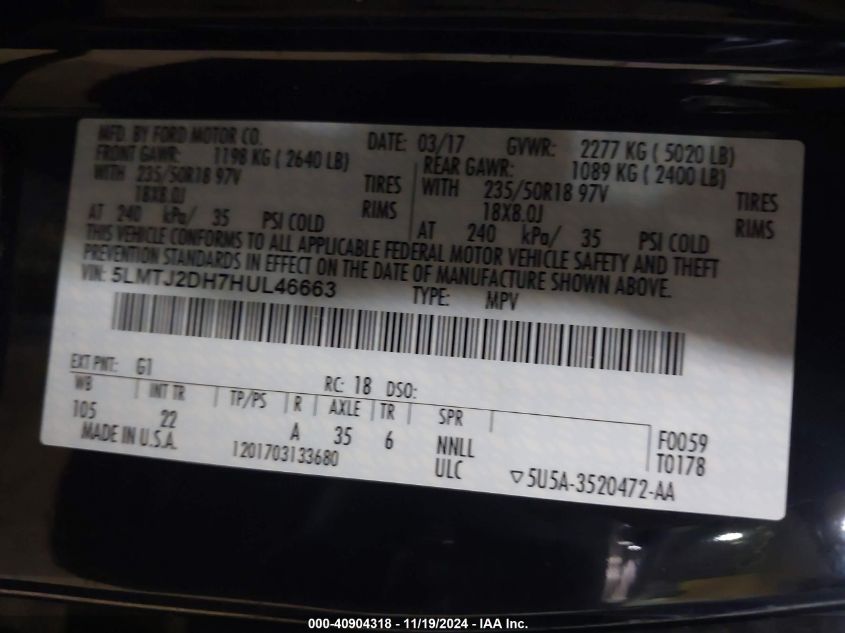 MFD. BY FORD MOTOR CO. DATE: 03/17 GVWR: 2277 KG ( 5020 LB)
FRONT GAWR: 1198 KG ( 2640 LB) REAR GAWR: 1089 KG ( 2400 LB)
WITH 235/50R18 97V TIRES WITH 235/50R18 97V TIRES
18X8.0J RIMS 18X8.0J RIMS
AT 240 kPa/ 35 PSI COLD AT 240 kPa/ 35 PSI COLD
THIS VEHICLE CONFORMS TO ALL APPLICABLE FEDERAL MOTOR VEHICLE SAFETY AND THEFT
PREVENTION STANDARDS IN EFFECT ON THE DATE OF MANUFACTURE SHOWN ABOVE.
VIN: 5LMTJ2DH7HUL46663 TYPE: MPV
EXT PNT: G1 RC: 18 DSO:
WB INT TR TP/PS R AXLE TR SPR
105 22 A 35 6 NNLL F0059
MADE IN U.S.A. 1201703133680 ULC T0178
5U5A-3520472-AA
000-40904318 - 11/19/2024 - IAA Inc.